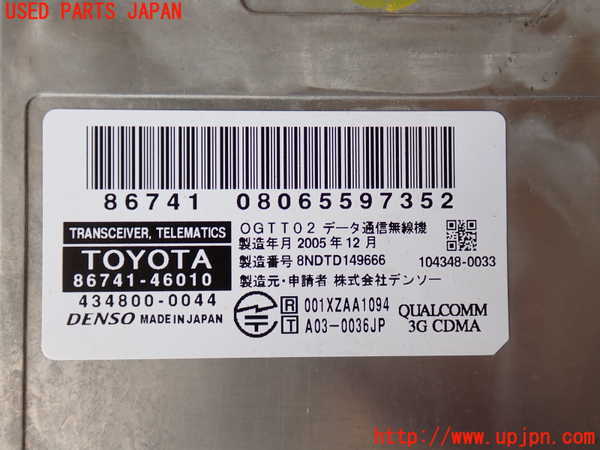 USED PARTS JAPAN
86741 08065597352
TRANSCEIVER, TELEMATICS
TOYOTA
86741-46010
434800-0044
DENSO MADE IN JAPAN
OGTT02 データ通信無線機
製造年月 2005年12月
製造番号 8NDTD149666
104348-0033
製造元・申請者 株式会社デンソー
R 001XZAA1094
T A03-0036JP
QUALCOMM
3G CDMA
http://www.upjpn.com/